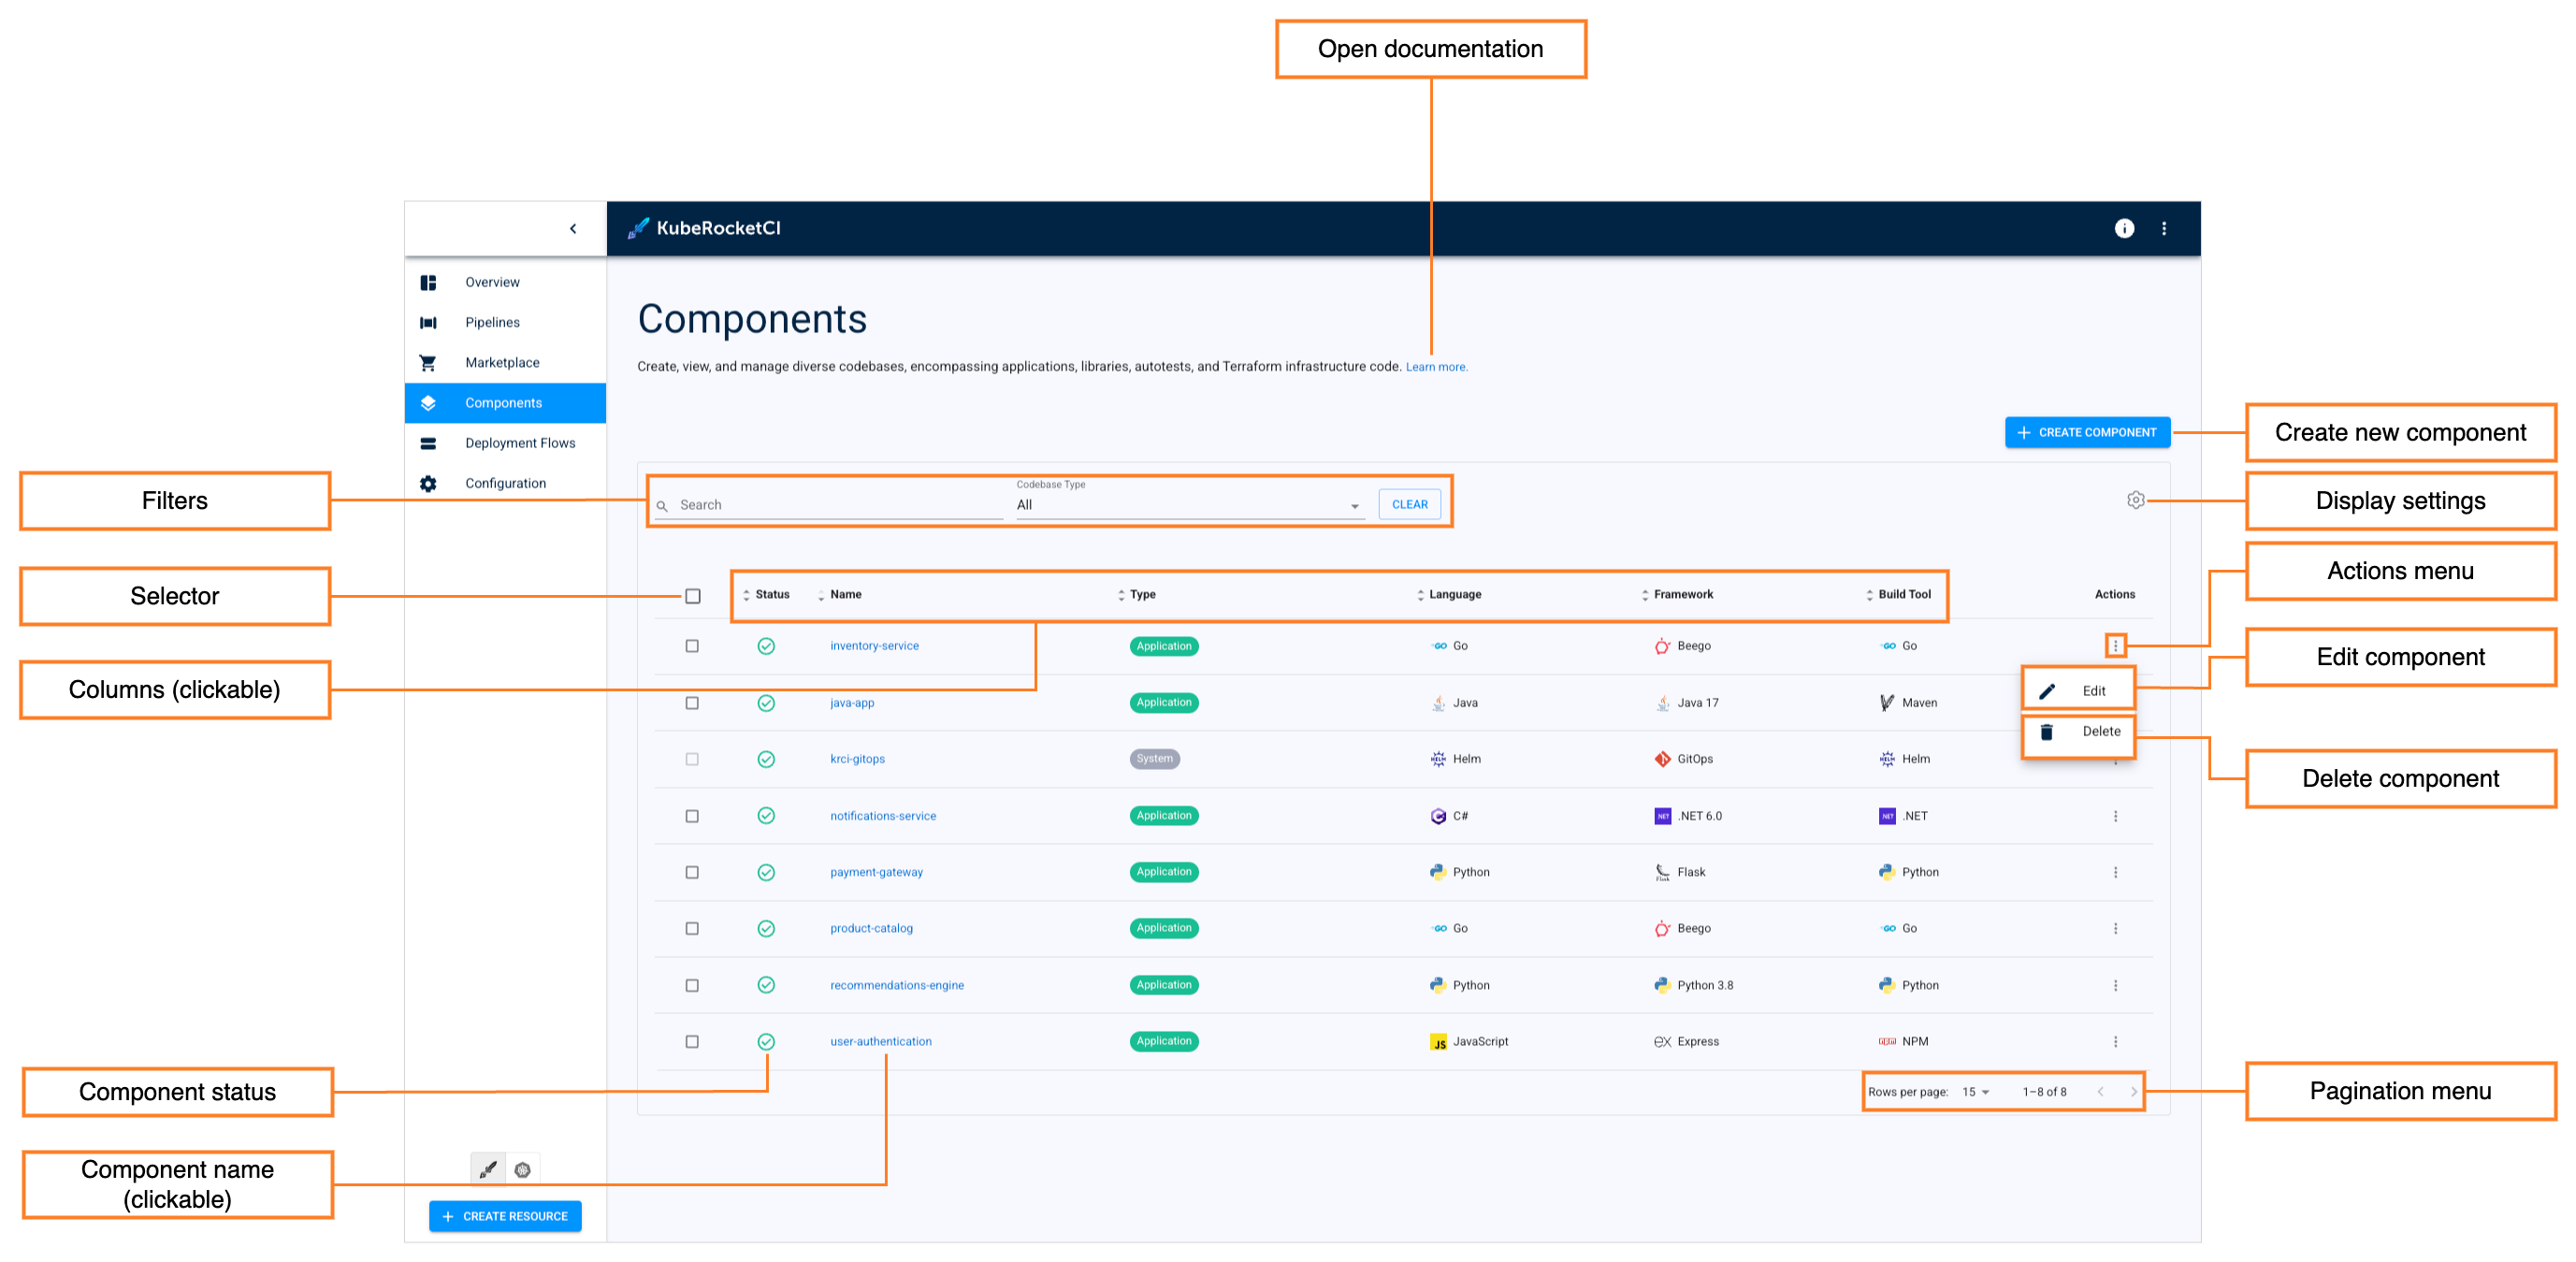 Open documentation
KubeRocketCI
Overview
Pipelines
Marketplace
Components
Deployment Flows
Configuration
Components
Create, view, and manage diverse codebases, encompassing applications, libraries, autotests, and Terraform infrastructure code. Learn more.
CREATE COMPONENT
Create new component
Filters
Search
Codebase Type
All
CLEAR
Display settings
Selector
Columns (clickable)
Status Name Type Language Framework Build Tool Actions
Actions menu
inventory-service Application Go Beego Go
Edit component
Edit
java-app Application Java Java 17 Maven
Delete
Delete component
krci-gitops System Helm GitOps Helm
notifications-service Application C# .NET 6.0 .NET
payment-gateway Application Python Flask Python
product-catalog Application Go Beego Go
recommendations-engine Application Python Python 3.8 Python
user-authentication Application JavaScript Express NPM
Component status
Rows per page: 15 1–8 of 8
Pagination menu
Component name
(clickable)
CREATE RESOURCE